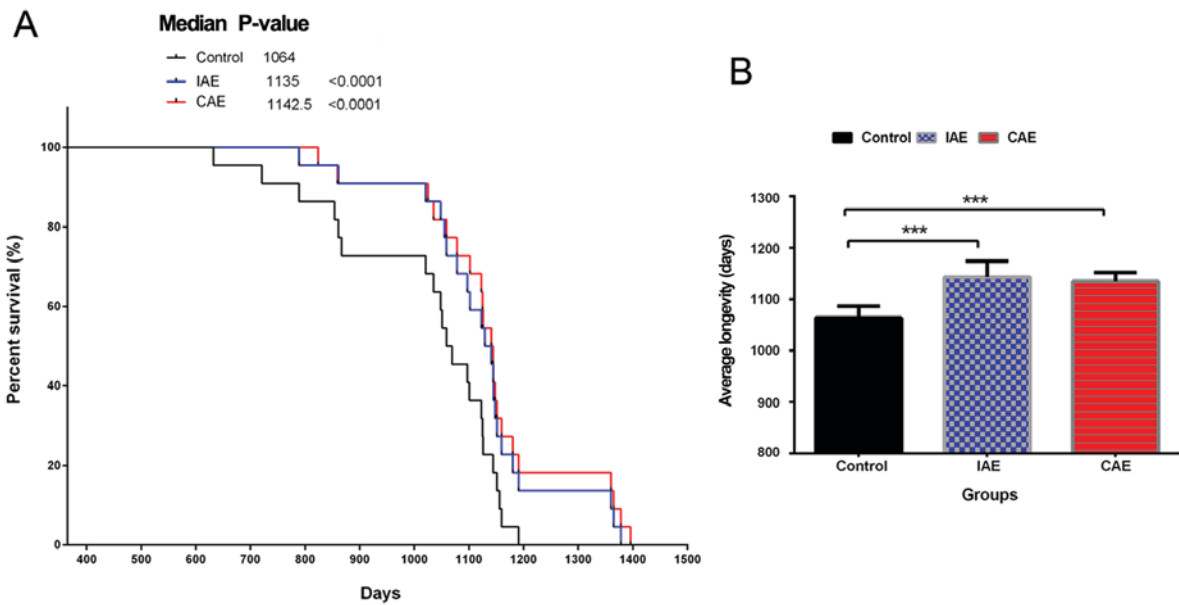 A
Median P-value
Control 1064
IAE 1135 <0.0001
CAE 1142.5 <0.0001
100
80
60
40
20
0
Percent survival (%)
400 500 600 700 800 900 1000 1100 1200 1300 1400 1500
Days
B
Control IAE CAE
1300
1200
1100
1000
900
800
Average longevity (days)
***
***
Control IAE CAE
Groups